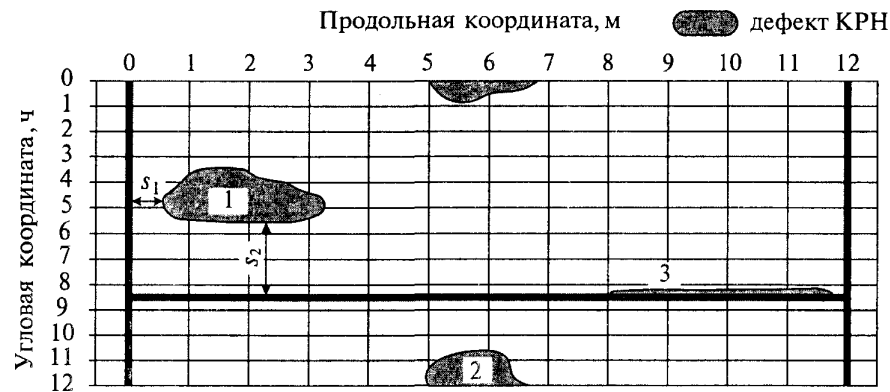 Продольная координата, м
дефект КРН
0 1 2 3 4 5 6 7 8 9 10 11 12
Угловая координата, ч
0
1
2
3
4
5
6
7
8
9
10
11
12
s1
1
s2
3
2